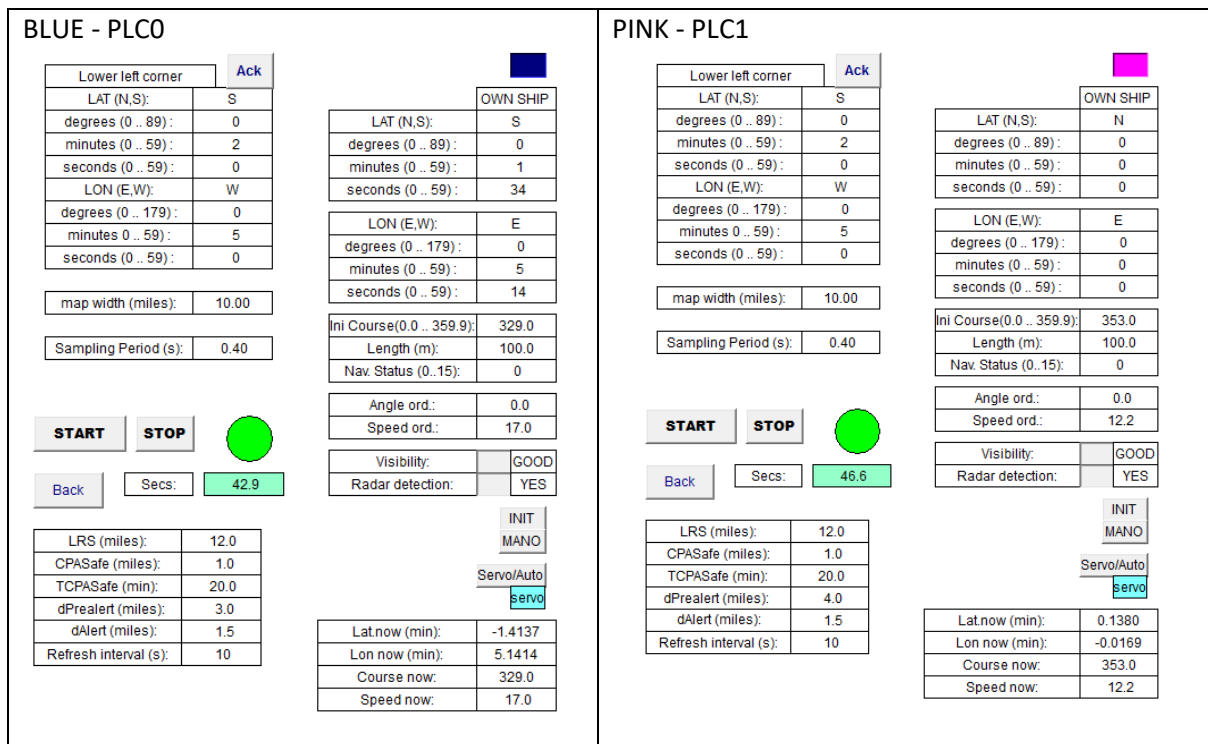 BLUE - PLC0
Lower left corner Ack
LAT (N,S): S
degrees (0 .. 89) : 0
minutes (0 .. 59) : 2
seconds (0 .. 59) : 0
LON (E,W): W
degrees (0 .. 179) : 0
minutes 0 .. 59) : 5
seconds (0 .. 59) : 0
map width (miles): 10.00
Sampling Period (s): 0.40
START STOP
Back Secs: 42.9
LRS (miles): 12.0
CPASafe (miles): 1.0
TCPASafe (min): 20.0
dPrealert (miles): 3.0
dAlert (miles): 1.5
Refresh interval (s): 10
OWN SHIP
LAT (N,S): S
degrees (0 .. 89) : 0
minutes (0 .. 59) : 1
seconds (0 .. 59) : 34
LON (E,W): E
degrees (0 .. 179) : 0
minutes (0 .. 59) : 5
seconds (0 .. 59) : 14
Ini Course(0.0 .. 359.9): 329.0
Length (m): 100.0
Nav. Status (0..15): 0
Angle ord.: 0.0
Speed ord.: 17.0
Visibility: GOOD
Radar detection: YES
INIT
MANO
Servo/Auto
servo
Lat.now (min): -1.4137
Lon now (min): 5.1414
Course now: 329.0
Speed now: 17.0
PINK - PLC1
Lower left corner Ack
LAT (N,S): S
degrees (0 .. 89) : 0
minutes (0 .. 59) : 2
seconds (0 .. 59) : 0
LON (E,W): W
degrees (0 .. 179) : 0
minutes 0 .. 59) : 5
seconds (0 .. 59) : 0
map width (miles): 10.00
Sampling Period (s): 0.40
START STOP
Back Secs: 46.6
LRS (miles): 12.0
CPASafe (miles): 1.0
TCPASafe (min): 20.0
dPrealert (miles): 4.0
dAlert (miles): 1.5
Refresh interval (s): 10
OWN SHIP
LAT (N,S): N
degrees (0 .. 89) : 0
minutes (0 .. 59) : 0
seconds (0 .. 59) : 0
LON (E,W): E
degrees (0 .. 179) : 0
minutes (0 .. 59) : 0
seconds (0 .. 59) : 0
Ini Course(0.0 .. 359.9): 353.0
Length (m): 100.0
Nav. Status (0..15): 0
Angle ord.: 0.0
Speed ord.: 12.2
Visibility: GOOD
Radar detection: YES
INIT
MANO
Servo/Auto
servo
Lat.now (min): 0.1380
Lon now (min): -0.0169
Course now: 353.0
Speed now: 12.2